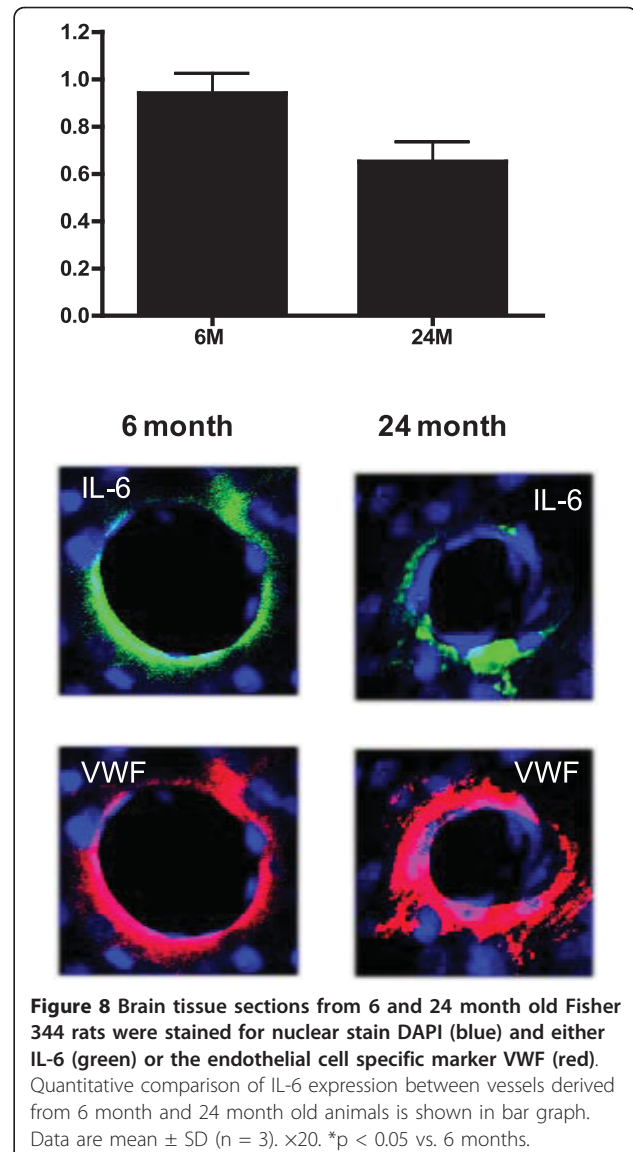 1.2
1.0
0.8
0.6
0.4
0.2
0.0
6M 24M
6 month 24 month
IL-6 IL-6
VWF VWF
Figure 8 Brain tissue sections from 6 and 24 month old Fisher
344 rats were stained for nuclear stain DAPI (blue) and either
IL-6 (green) or the endothelial cell specific marker VWF (red).
Quantitative comparison of IL-6 expression between vessels derived
from 6 month and 24 month old animals is shown in bar graph.
Data are mean ± SD (n = 3). ×20. *p < 0.05 vs. 6 months.